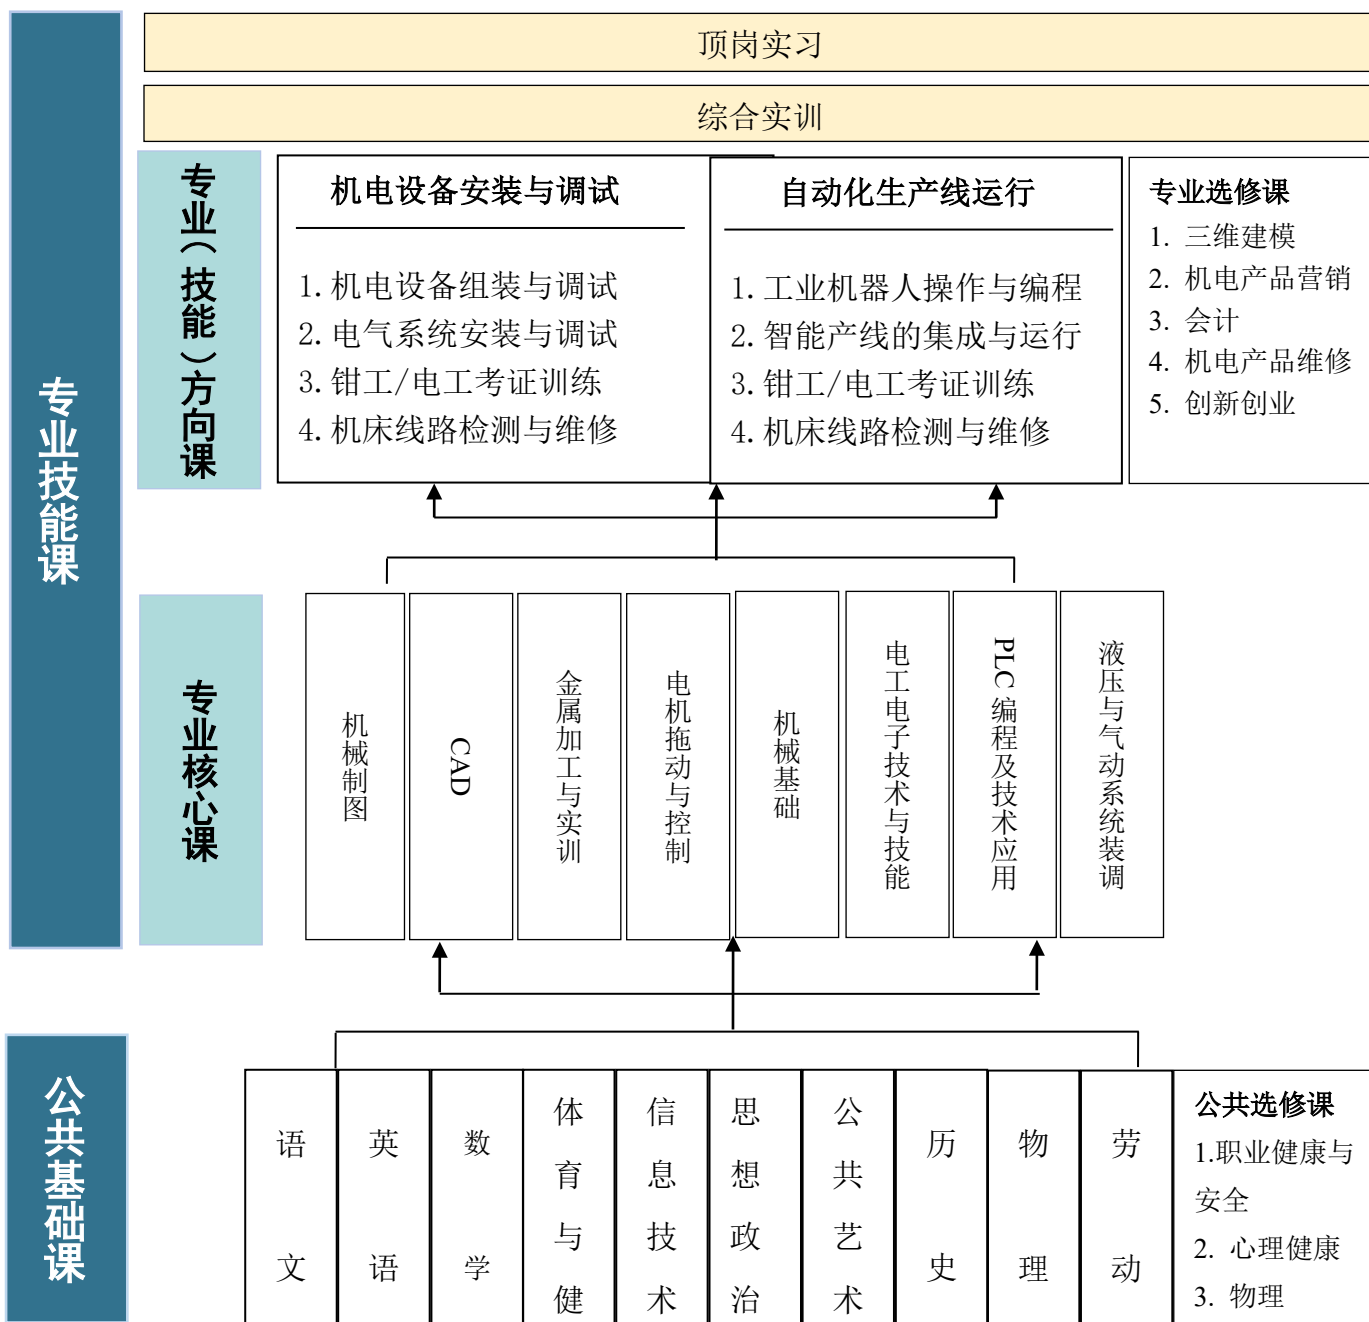 顶岗实习
综合实训
专业技能课
专业（技能）方向课
机电设备安装与调试
1.机电设备组装与调试
2.电气系统安装与调试
3.钳工/电工考证训练
4.机床线路检测与维修
自动化生产线运行
1.工业机器人操作与编程
2.智能产线的集成与运行
3.钳工/电工考证训练
4.机床线路检测与维修
专业选修课
1. 三维建模
2. 机电产品营销
3. 会计
4. 机电产品维修
5. 创新创业
专业核心课
机械制图
CAD
金属加工与实训
电机拖动与控制
机械基础
电工电子技术与技能
PLC 编程及技术应用
液压与气动系统装调
公共基础课
语文
英语
数学
体育与健
信息技术
思想政治
公共艺术
历史
物理
劳动
公共选修课
1.职业健康与
安全
2. 心理健康
3. 物理